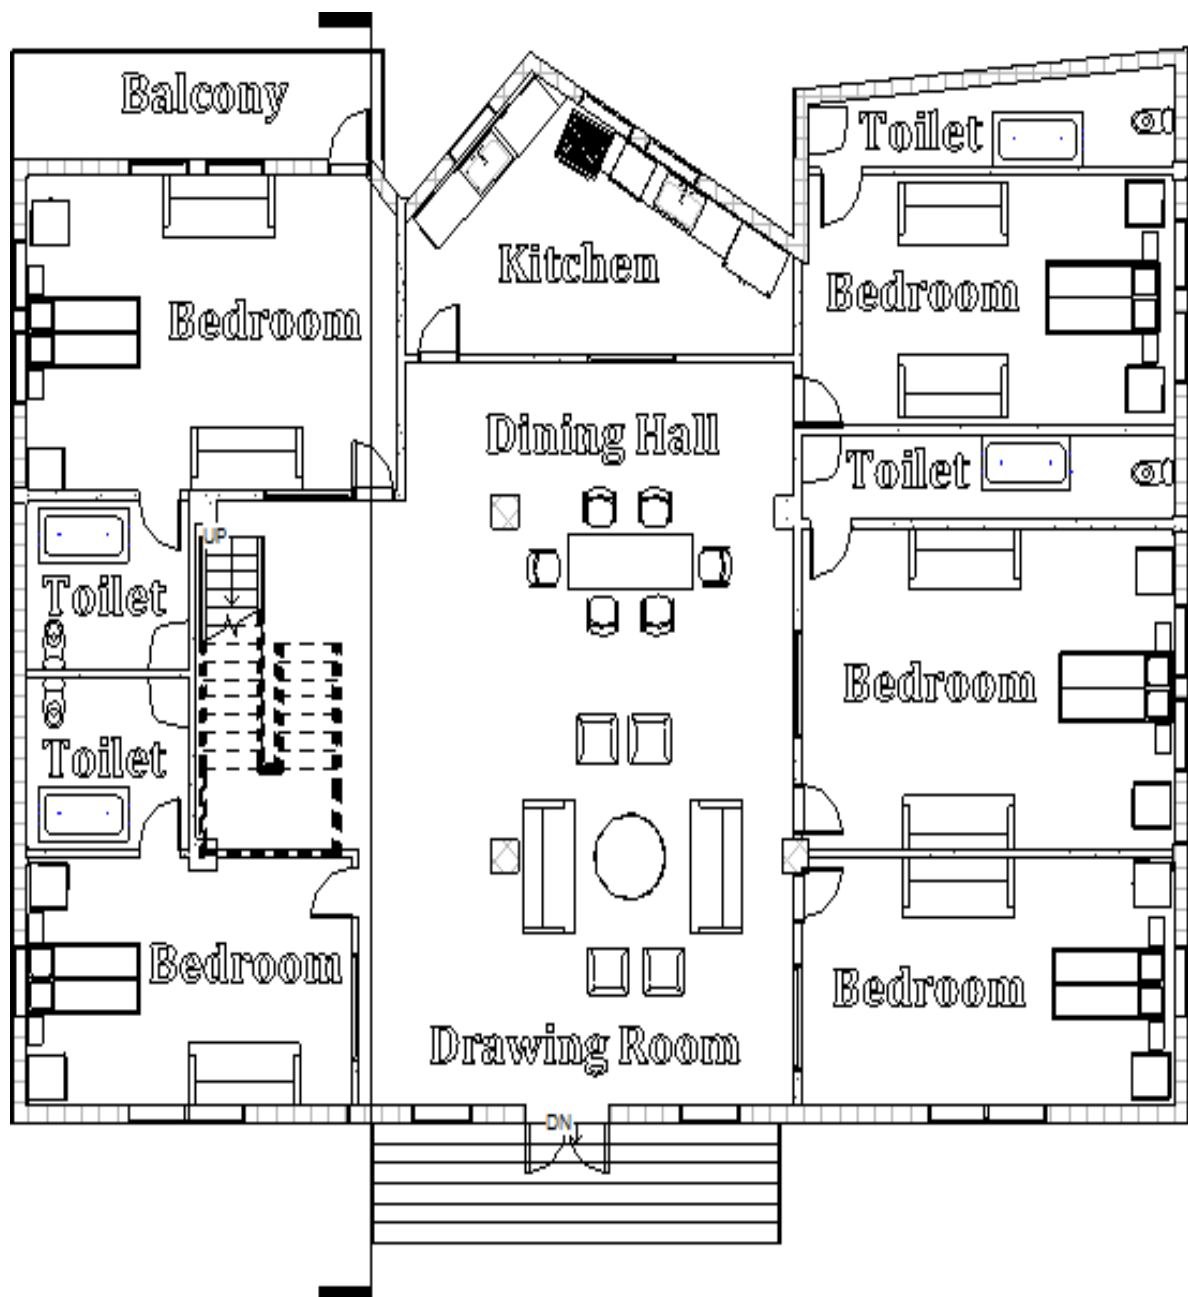 Balcony
Toilet
Kitchen
Bedroom
Bedroom
Dining Hall
Toilet
UP
Toilet
Bedroom
Toilet
Bedroom
Bedroom
Drawing Room
DN